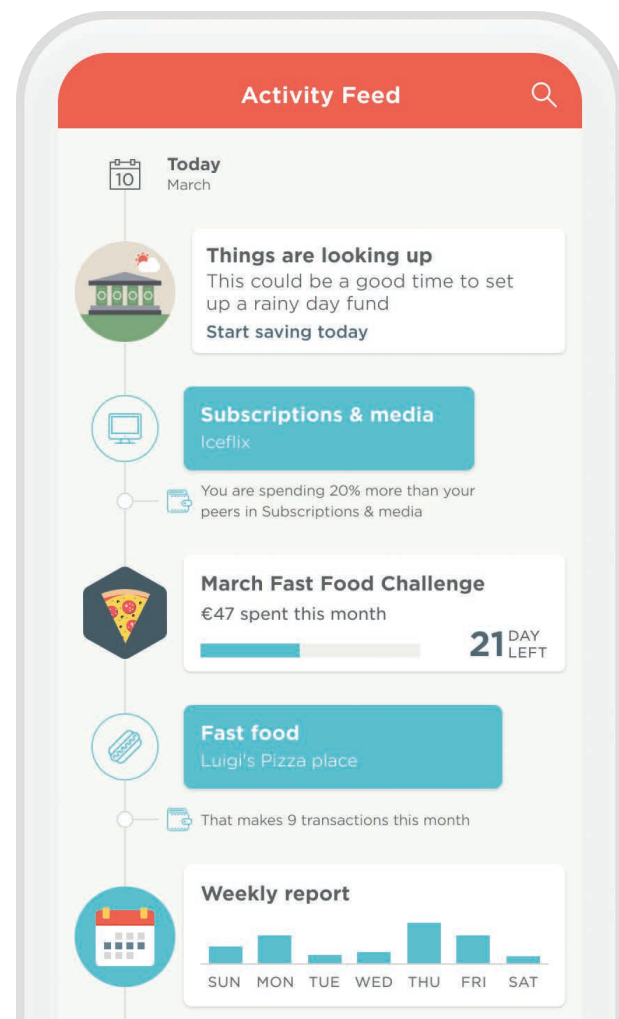 Activity Feed
10
Today
March
Things are looking up
This could be a good time to set
up a rainy day fund
Start saving today
Subscriptions & media
Iceflix
You are spending 20% more than your
peers in Subscriptions & media
March Fast Food Challenge
€47 spent this month
21 DAY
LEFT
Fast food
Luigi's Pizza place
That makes 9 transactions this month
Weekly report
SUN MON TUE WED THU FRI SAT